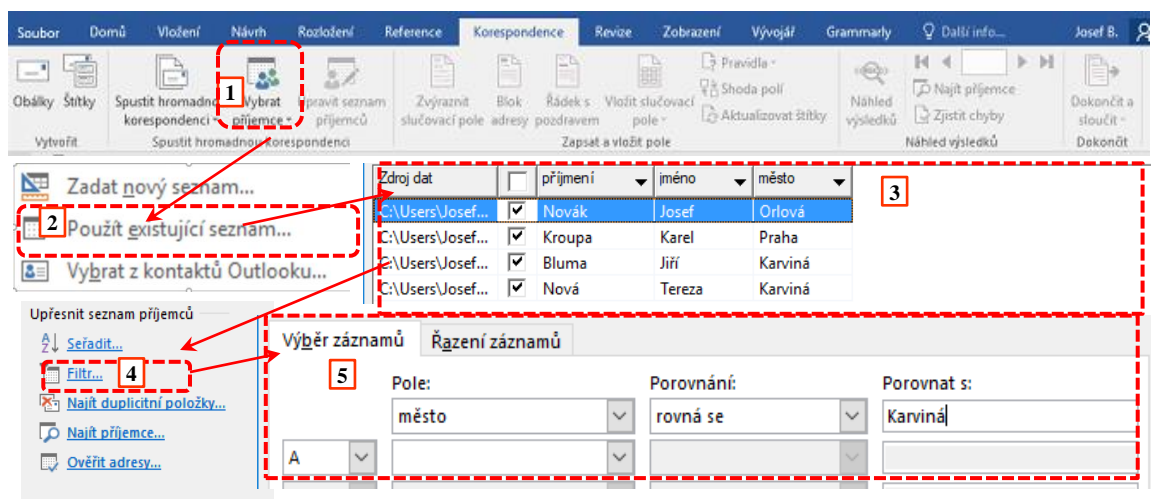 Soubor Domů Vložení Návrh Rozložení Reference Korespondence Revize Zobrazení Vývojář Grammarly Další info... Josef B.
Obálky Štítky
Vytvořit
Spustit hromadnou korespondenci
1
Vybrat příjemce
Upravit seznam příjemců
Spustit hromadnou korespondenci
Zvýraznit slučovací pole
Blok adresy
Řádek s pozdravem
Vložit slučovací pole
Pravidla
Shoda polí
Aktualizovat štítky
Zapsat a vložit pole
Náhled výsledků
Najít příjemce
Zjistit chyby
Náhled výsledků
Dokončit a sloučit
Dokončit
Zadat nový seznam...
2
Použít existující seznam...
Vybrat z kontaktů Outlooku...
Zdroj dat příjmení jméno město
3
C:\Users\Josef... Novák Josef Orlová
C:\Users\Josef... Kroupa Karel Praha
C:\Users\Josef... Bluma Jiří Karviná
C:\Users\Josef... Nová Tereza Karviná
Upřesnit seznam příjemců
Seřadit...
Filtr...
4
Najít duplicitní položky...
Najít příjemce...
Ověřit adresy...
Výběr záznamů Řazení záznamů
5
Pole: Porovnání: Porovnat s:
město rovná se Karviná
A